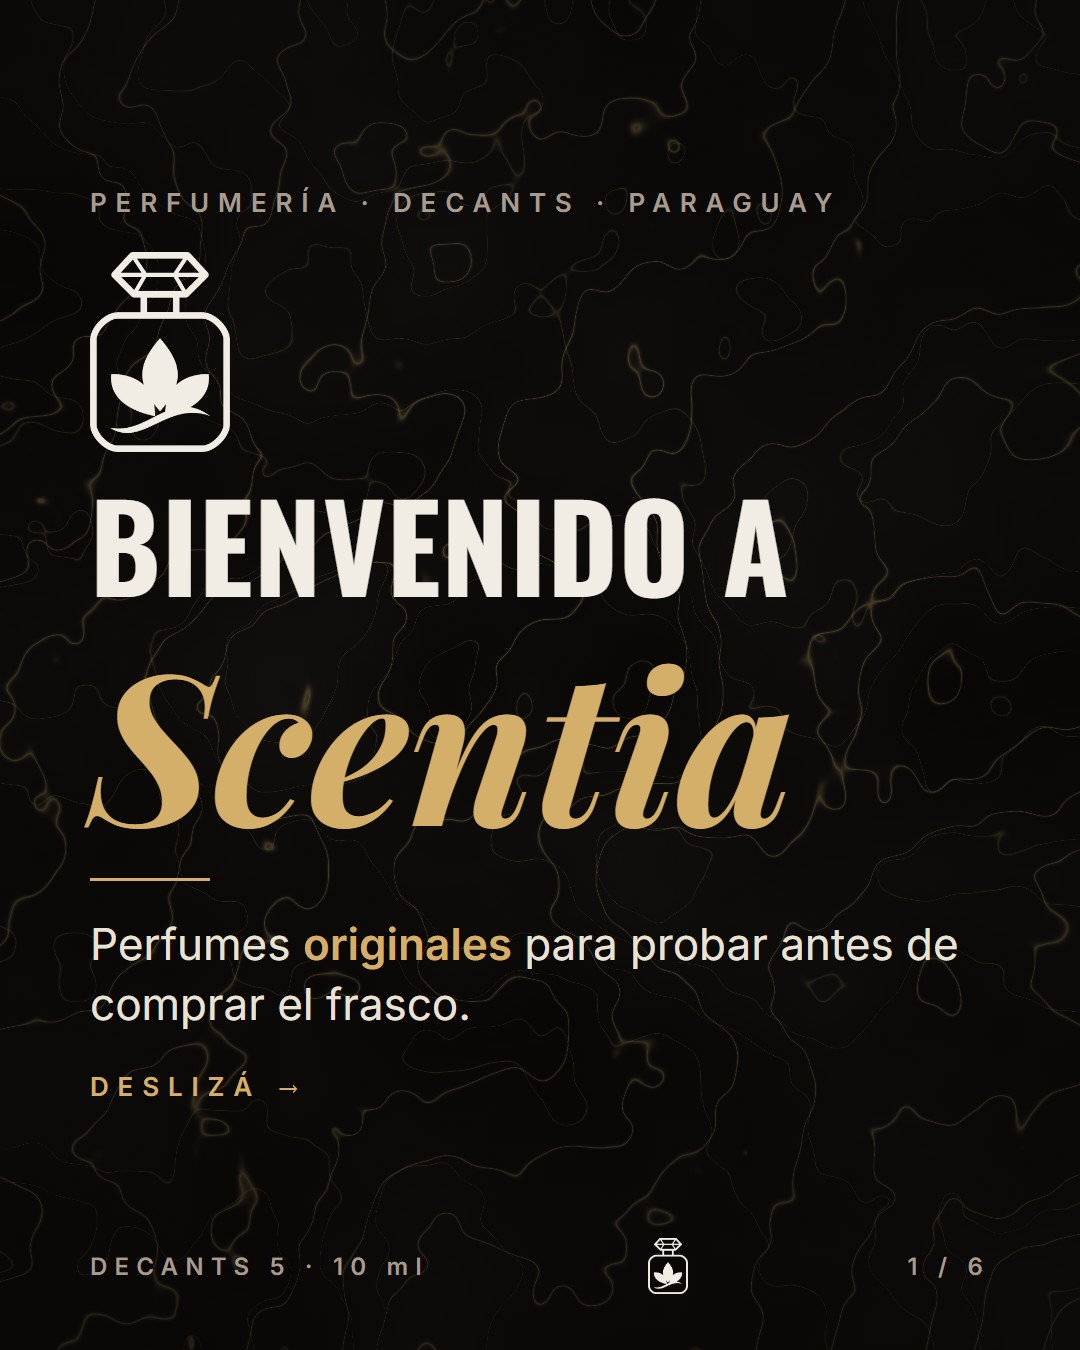 PERFUMERÍA · DECANTS · PARAGUAY
BIENVENIDO A
Scentia
Perfumes originales para probar antes de
comprar el frasco.
DESLIZÁ →
DECANTS 5 · 10 ml
1 / 6